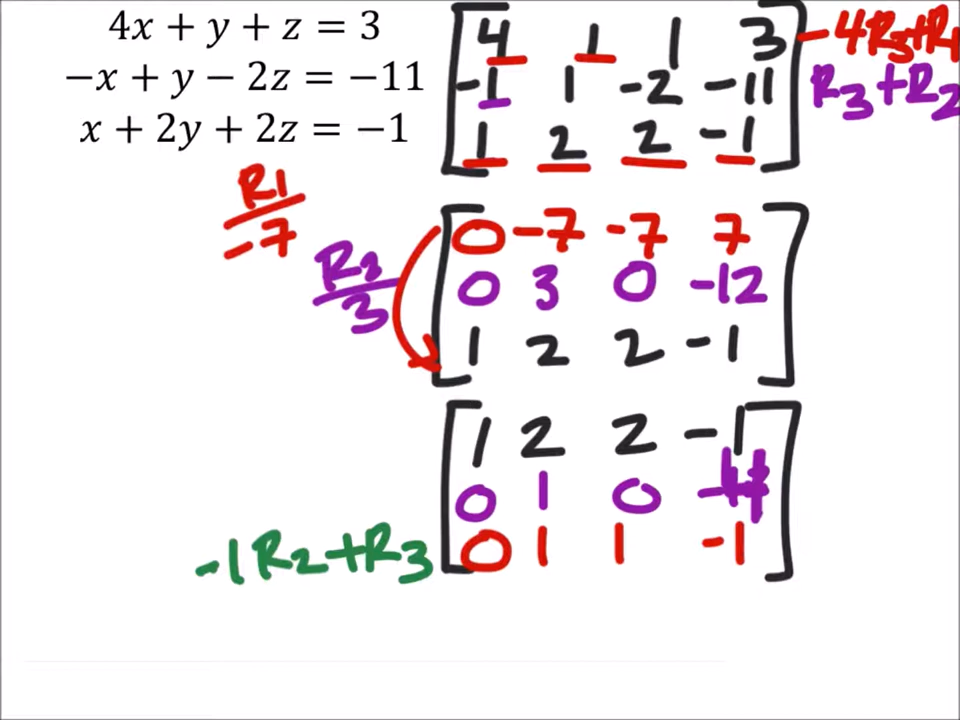 4x + y + z = 3
−x + y − 2z = −11
x + 2y + 2z = −1
4 1 1 3 -4R3+R1
-1 1 -2 -11 R3+R2
1 2 2 -1
R1/-7
0 -7 -7 7
R2/3
0 3 0 -12
1 2 2 -1
1 2 2 -1
0 1 0 -4
0 1 1 -1
-1R2+R3